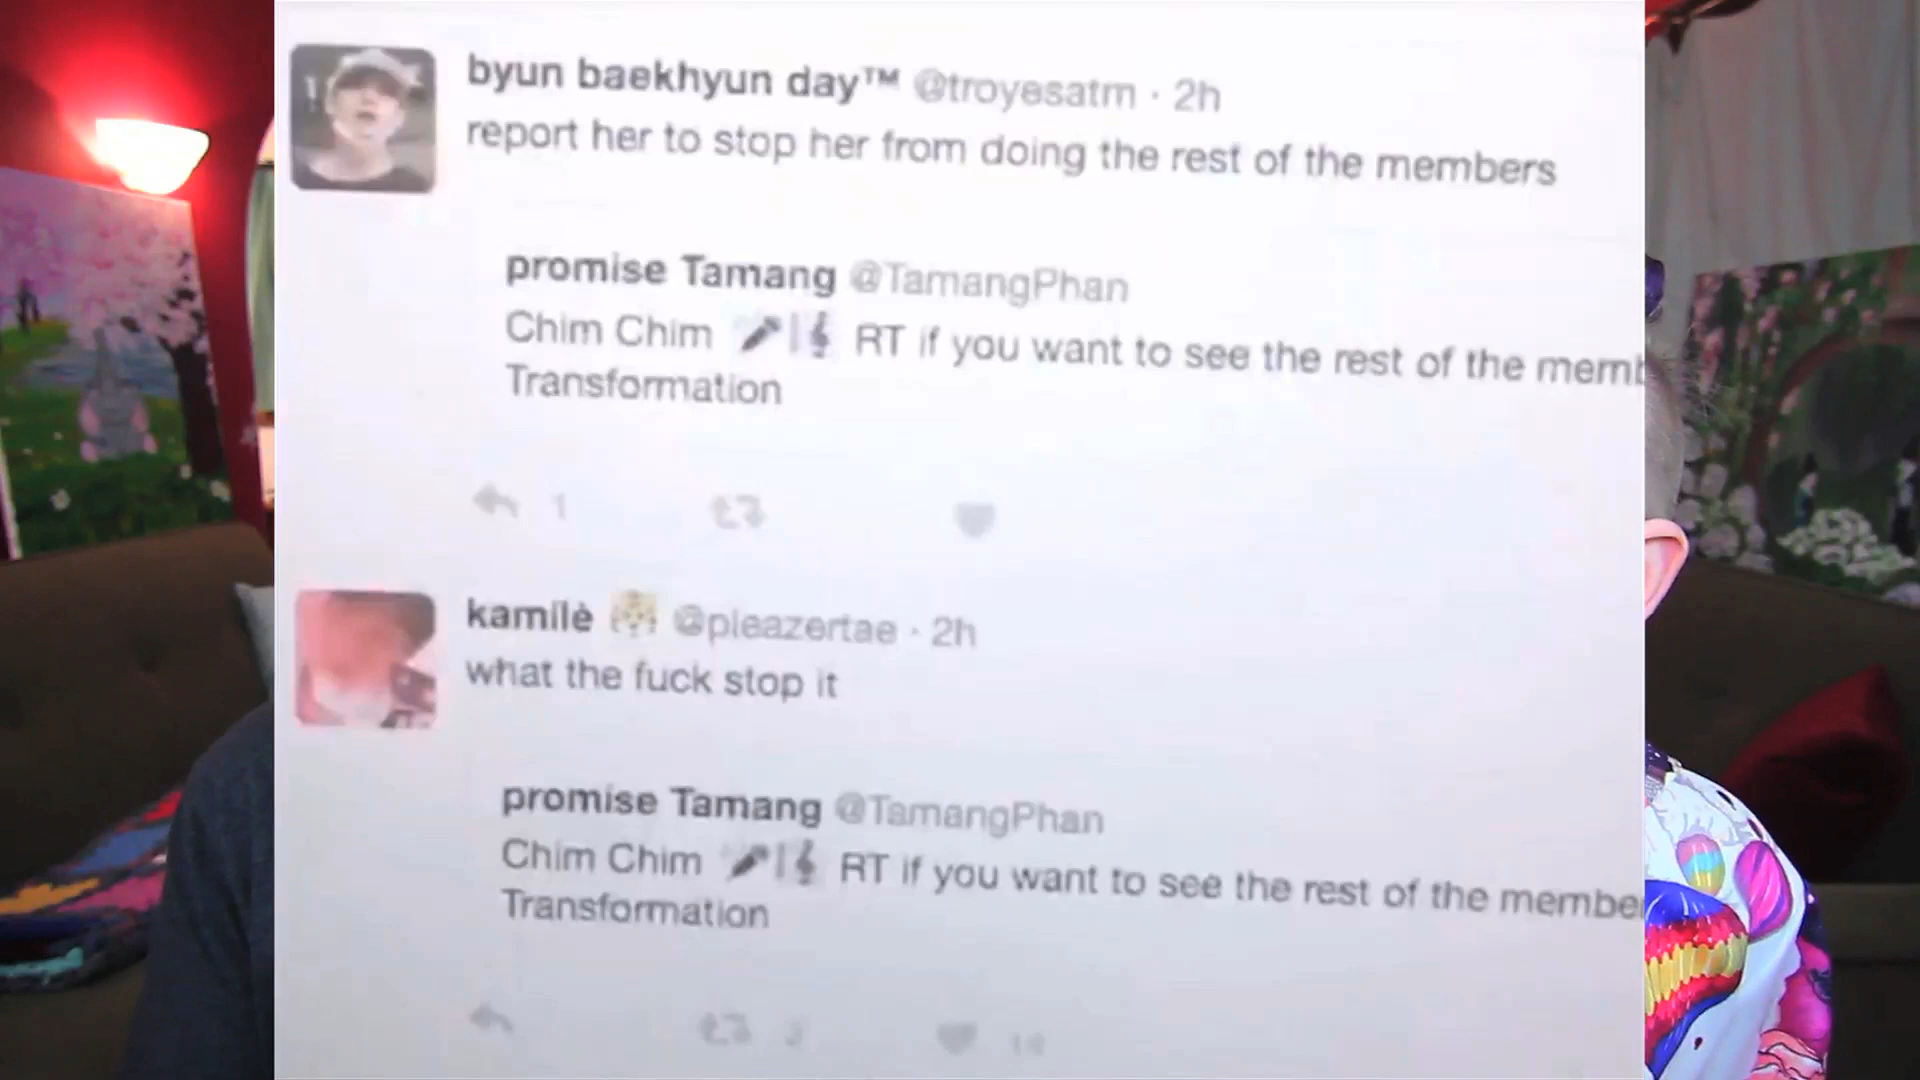 byun baekhyun day™ @troyesatm · 2h
report her to stop her from doing the rest of the members
promise Tamang @TamangPhan
Chim Chim RT if you want to see the rest of the memb
Transformation
1
kamilė @pleazertae · 2h
what the fuck stop it
promise Tamang @TamangPhan
Chim Chim RT if you want to see the rest of the member
Transformation
3